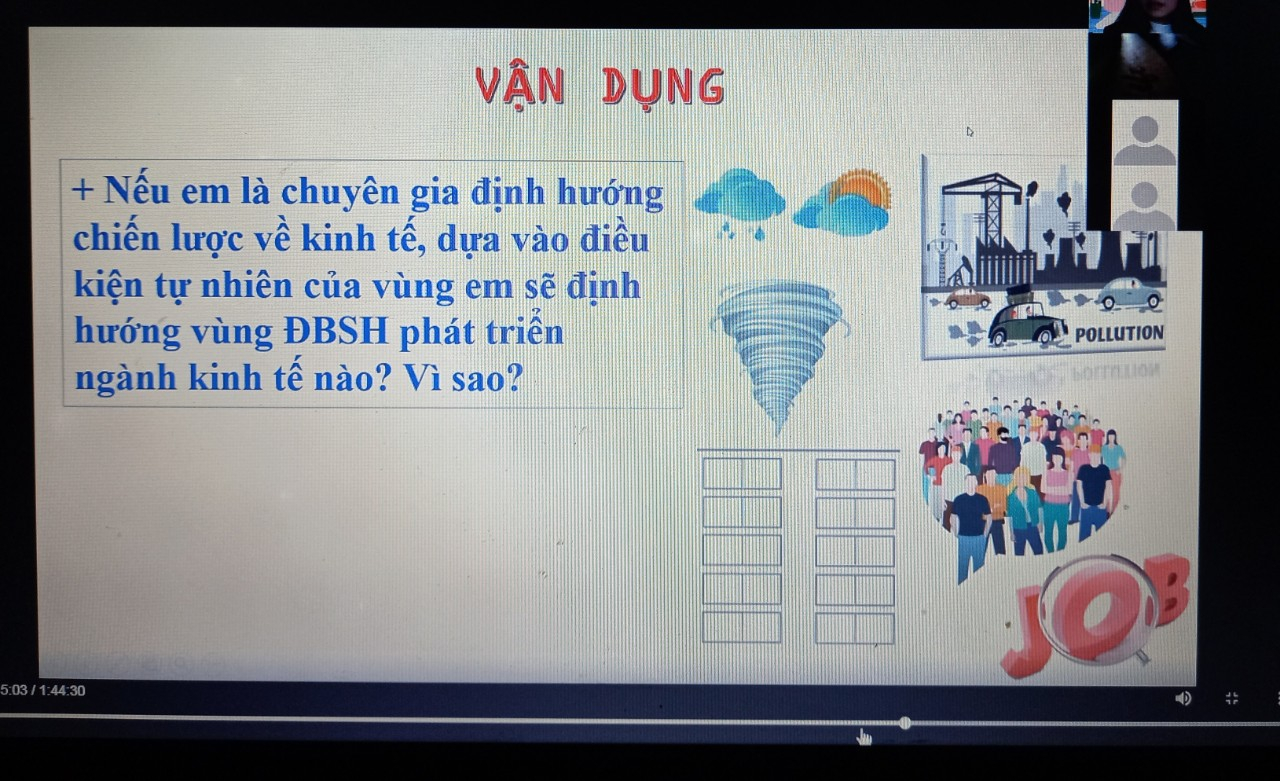 VẬN DỤNG
+ Nếu em là chuyên gia định hướng
chiến lược về kinh tế, dựa vào điều
kiện tự nhiên của vùng em sẽ định
hướng vùng ĐBSH phát triển
ngành kinh tế nào? Vì sao?
POLLUTION
JOB
5:03 / 1:44:30